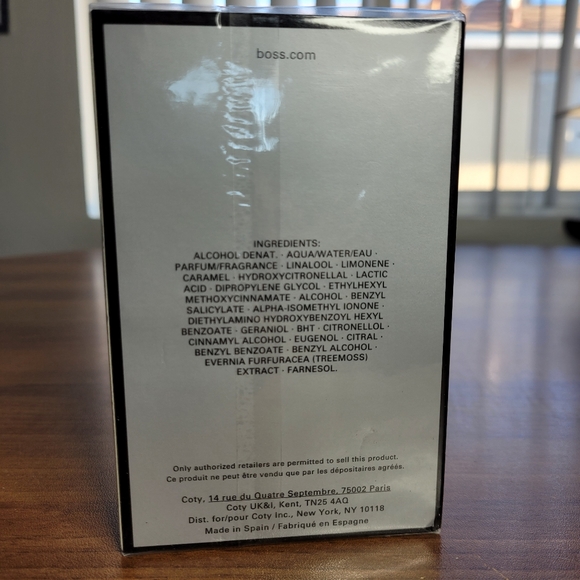 boss.com
INGREDIENTS:
ALCOHOL DENAT. · AQUA/WATER/EAU ·
PARFUM/FRAGRANCE · LINALOOL · LIMONENE ·
CARAMEL · HYDROXYCITRONELLAL · LACTIC
ACID · DIPROPYLENE GLYCOL · ETHYLHEXYL
METHOXYCINNAMATE · ALCOHOL · BENZYL
SALICYLATE · ALPHA-ISOMETHYL IONONE ·
DIETHYLAMINO HYDROXYBENZOYL HEXYL
BENZOATE · GERANIOL · BHT · CITRONELLOL ·
CINNAMYL ALCOHOL · EUGENOL · CITRAL ·
BENZYL BENZOATE · BENZYL ALCOHOL ·
EVERNIA FURFURACEA (TREEMOSS)
EXTRACT · FARNESOL.
Only authorized retailers are permitted to sell this product.
Ce produit ne peut être vendu que par les dépositaires agréés.
Coty, 14 rue du Quatre Septembre, 75002 Paris
Coty UK&I, Kent, TN25 4AQ
Dist. for/pour Coty Inc., New York, NY 10118
Made in Spain / Fabriqué en Espagne